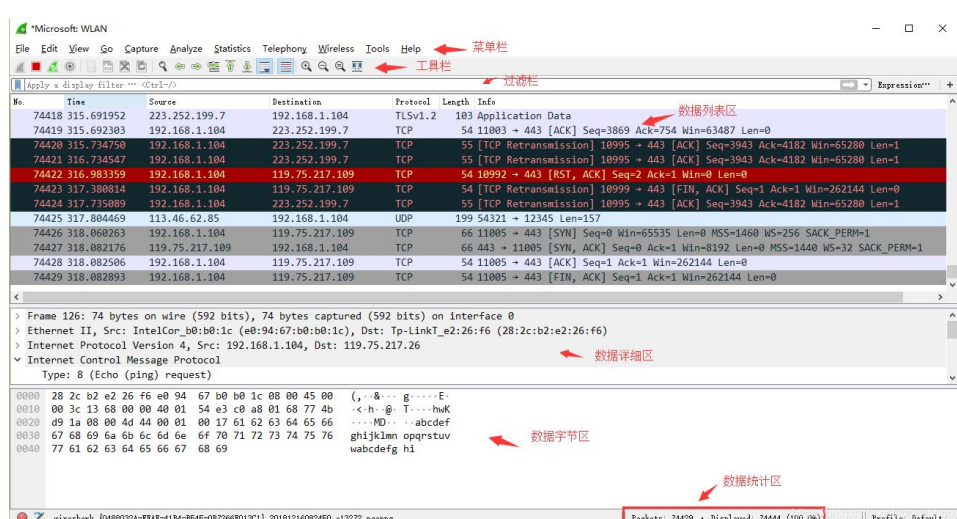 *Microsoft: WLAN
File Edit View Go Capture Analyze Statistics Telephony Wireless Tools Help 菜单栏
工具栏
Apply a display filter ... <Ctrl-/> 过滤栏 Expression... +
No. Time Source Destination Protocol Length Info
数据列表区
74418 315.691952 223.252.199.7 192.168.1.104 TLSv1.2 103 Application Data
74419 315.692303 192.168.1.104 223.252.199.7 TCP 54 11003 → 443 [ACK] Seq=3869 Ack=754 Win=63487 Len=0
74420 315.734750 192.168.1.104 223.252.199.7 TCP 55 [TCP Retransmission] 10995 → 443 [ACK] Seq=3943 Ack=4182 Win=65280 Len=1
74421 316.734547 192.168.1.104 223.252.199.7 TCP 55 [TCP Retransmission] 10995 → 443 [ACK] Seq=3943 Ack=4182 Win=65280 Len=1
74422 316.983359 192.168.1.104 119.75.217.109 TCP 54 10992 → 443 [RST, ACK] Seq=2 Ack=1 Win=0 Len=0
74423 317.380814 192.168.1.104 119.75.217.109 TCP 54 [TCP Retransmission] 10999 → 443 [FIN, ACK] Seq=1 Ack=1 Win=262144 Len=0
74424 317.735089 192.168.1.104 223.252.199.7 TCP 55 [TCP Retransmission] 10995 → 443 [ACK] Seq=3943 Ack=4182 Win=65280 Len=1
74425 317.804469 113.46.62.85 192.168.1.104 UDP 199 54321 → 12345 Len=157
74426 318.060263 192.168.1.104 119.75.217.109 TCP 66 11005 → 443 [SYN] Seq=0 Win=65535 Len=0 MSS=1460 WS=256 SACK_PERM=1
74427 318.082176 119.75.217.109 192.168.1.104 TCP 66 443 → 11005 [SYN, ACK] Seq=0 Ack=1 Win=8192 Len=0 MSS=1440 WS=32 SACK_PERM=1
74428 318.082506 192.168.1.104 119.75.217.109 TCP 54 11005 → 443 [ACK] Seq=1 Ack=1 Win=262144 Len=0
74429 318.082893 192.168.1.104 119.75.217.109 TCP 54 11005 → 443 [FIN, ACK] Seq=1 Ack=1 Win=262144 Len=0
Frame 126: 74 bytes on wire (592 bits), 74 bytes captured (592 bits) on interface 0
Ethernet II, Src: IntelCor_b0:b0:1c (e0:94:67:b0:b0:1c), Dst: Tp-LinkT_e2:26:f6 (28:2c:b2:e2:26:f6)
Internet Protocol Version 4, Src: 192.168.1.104, Dst: 119.75.217.26
Internet Control Message Protocol 数据详细区
Type: 8 (Echo (ping) request)
0000 28 2c b2 e2 26 f6 e0 94 67 b0 b0 1c 08 00 45 00 (,··&··· g·····E·
0010 00 3c 13 68 00 00 40 01 54 e3 c0 a8 01 68 77 4b ·<·h··@· T····hwK
0020 d9 1a 08 00 4d 44 00 01 00 17 61 62 63 64 65 66 ····MD·· ··abcdef
0030 67 68 69 6a 6b 6c 6d 6e 6f 70 71 72 73 74 75 76 ghijklmn opqrstuv
0040 77 61 62 63 64 65 66 67 68 69 wabcdefg hi
数据字节区
数据统计区
Packets: 74429 · Displayed: 74444 (100.0%) Profile: Default